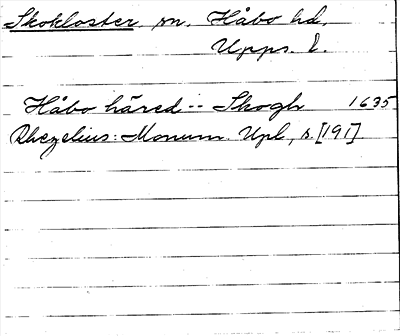 Skokloster, sn, Håbo hd,
Upps. l.
Håbo häred -- Skogh 1635
Rhezelius: Monum. Upl, s. [191]